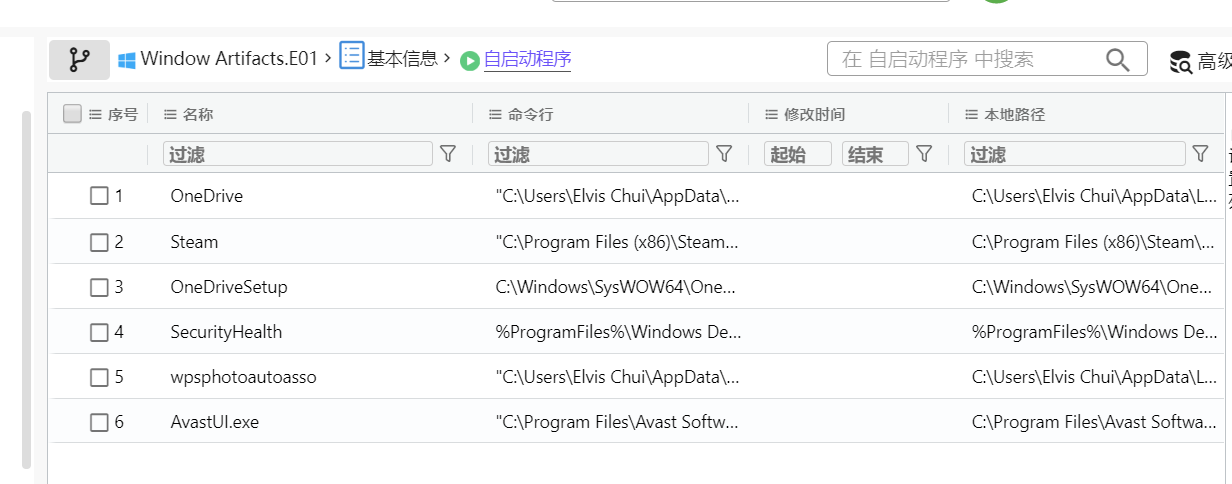 Window Artifacts.E01 > 基本信息 > 自启动程序 在 自启动程序 中搜索 高级
序号 名称 命令行 修改时间 本地路径
过滤 过滤 起始 结束 过滤
1 OneDrive "C:\Users\Elvis Chui\AppData\... C:\Users\Elvis Chui\AppData\L...
2 Steam "C:\Program Files (x86)\Steam... C:\Program Files (x86)\Steam\...
3 OneDriveSetup C:\Windows\SysWOW64\One... C:\Windows\SysWOW64\One...
4 SecurityHealth %ProgramFiles%\Windows De... %ProgramFiles%\Windows De...
5 wpsphotoautoasso "C:\Users\Elvis Chui\AppData\... C:\Users\Elvis Chui\AppData\L...
6 AvastUI.exe "C:\Program Files\Avast Softw... C:\Program Files\Avast Softwa...